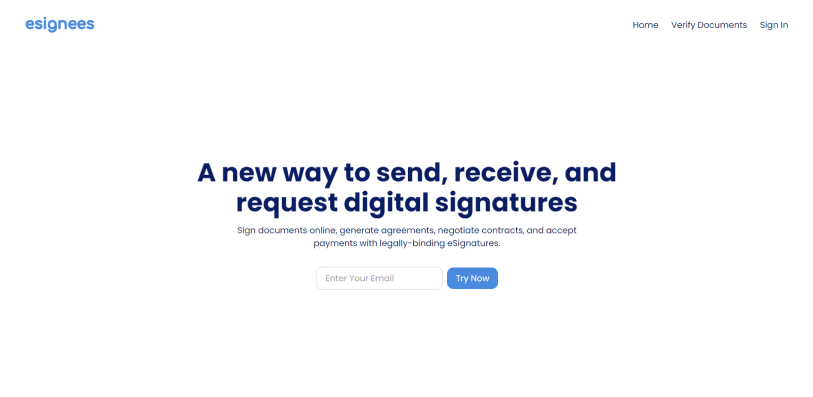 esignees
Home
Verify Documents
Sign In
A new way to send, receive, and
request digital signatures
Sign documents online, generate agreements, negotiate contracts, and accept
payments with legally-binding eSignatures.
Enter Your Email
Try Now